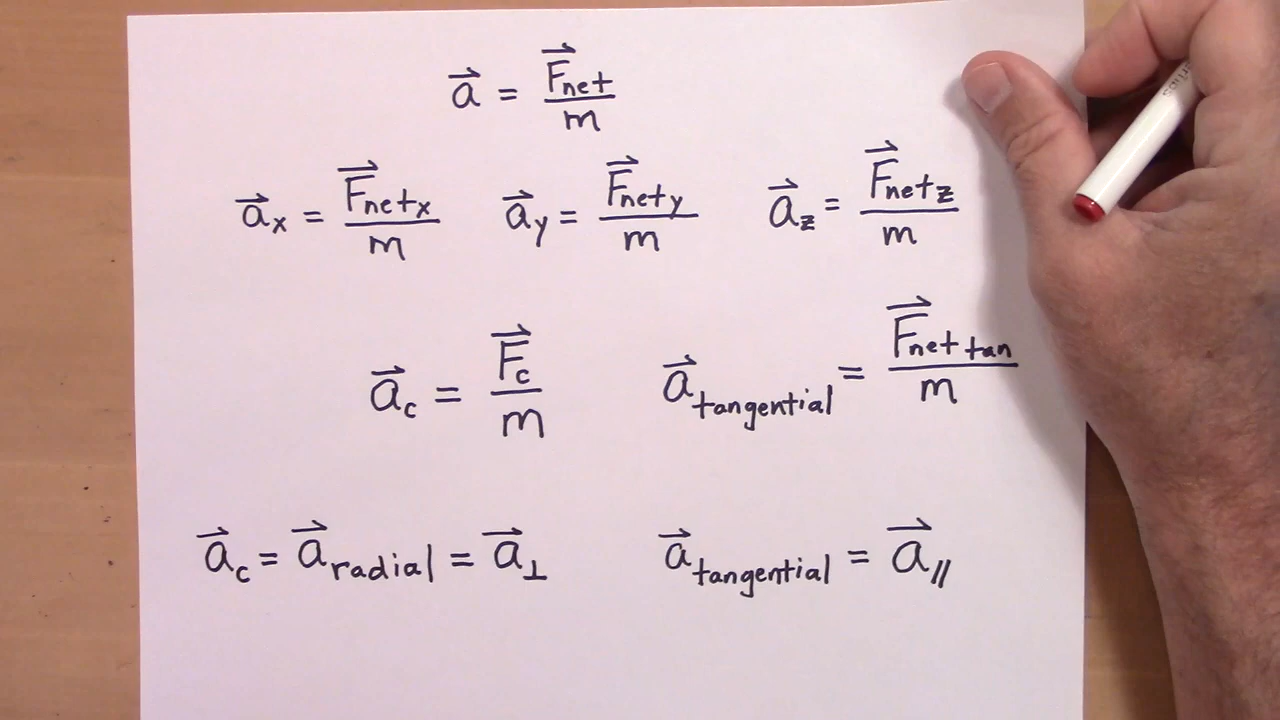 a⃗ = F⃗net / m
a⃗x = F⃗netx / m   a⃗y = F⃗nety / m   a⃗z = F⃗netz / m
a⃗c = F⃗c / m   a⃗tangential = F⃗net tan / m
a⃗c = a⃗radial = a⃗⊥   a⃗tangential = a⃗∥